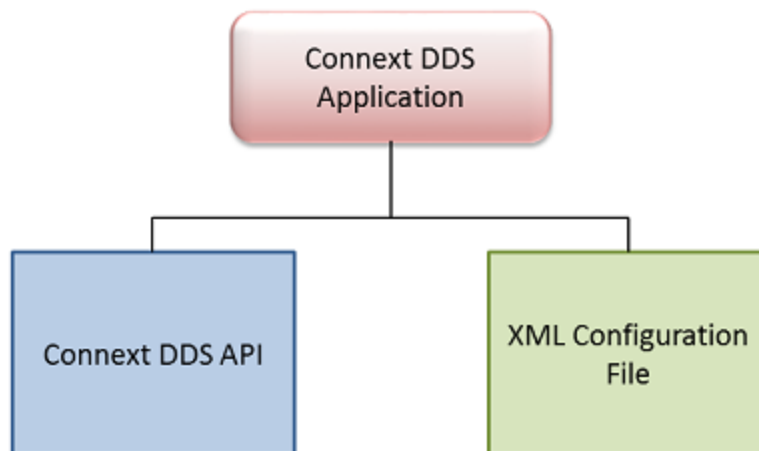 Connext DDS
Application
Connext DDS API
XML Configuration
File